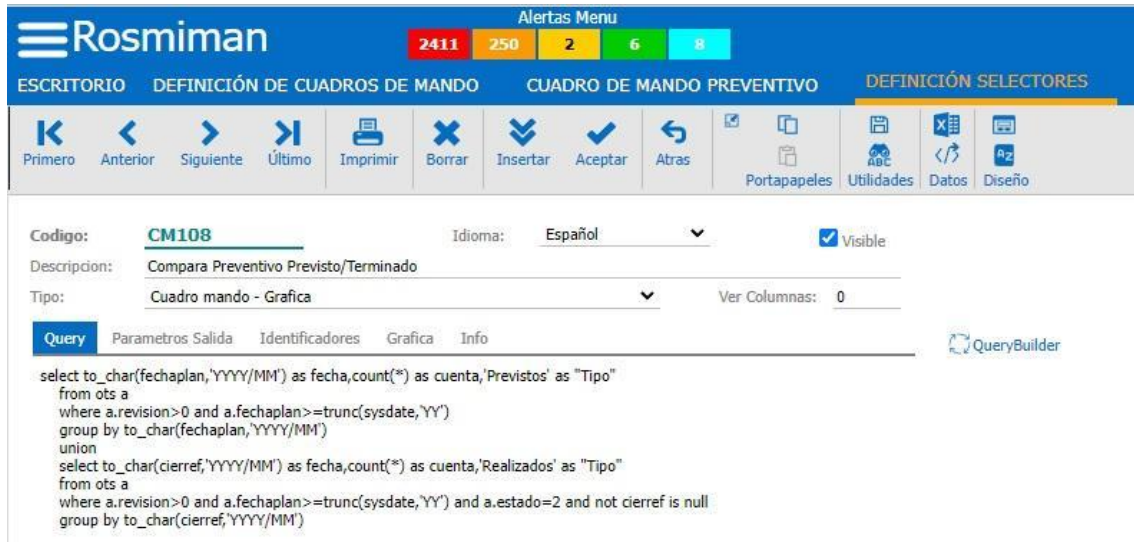 Alertas Menu
Rosmiman
2411 250 2 6 8
ESCRITORIO DEFINICIÓN DE CUADROS DE MANDO CUADRO DE MANDO PREVENTIVO DEFINICIÓN SELECTORES
Primero Anterior Siguiente Último Imprimir Borrar Insertar Aceptar Atras
Portapapeles Utilidades Datos Diseño
Codigo: CM108 Idioma: Español Visible
Descripcion: Compara Preventivo Previsto/Terminado
Tipo: Cuadro mando - Grafica Ver Columnas: 0
Query Parametros Salida Identificadores Grafica Info QueryBuilder
select to_char(fechaplan,'YYYY/MM') as fecha,count(*) as cuenta,'Previstos' as "Tipo"
from ots a
where a.revision>0 and a.fechaplan>=trunc(sysdate,'YY')
group by to_char(fechaplan,'YYYY/MM')
union
select to_char(cierref,'YYYY/MM') as fecha,count(*) as cuenta,'Realizados' as "Tipo"
from ots a
where a.revision>0 and a.fechaplan>=trunc(sysdate,'YY') and a.estado=2 and not cierref is null
group by to_char(cierref,'YYYY/MM')